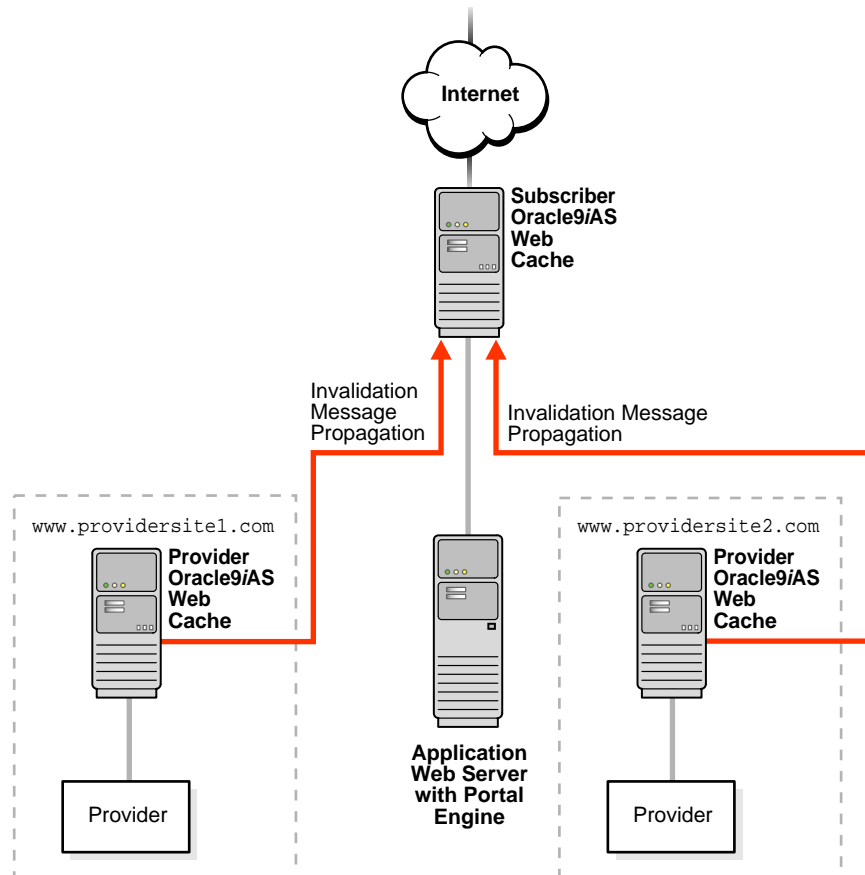 Internet
Subscriber
Oracle9iAS
Web
Cache
Invalidation
Message
Propagation
Invalidation Message
Propagation
www.providersite1.com
Provider
Oracle9iAS
Web
Cache
www.providersite2.com
Provider
Oracle9iAS
Web
Cache
Application
Web Server
with Portal
Engine
Provider
Provider